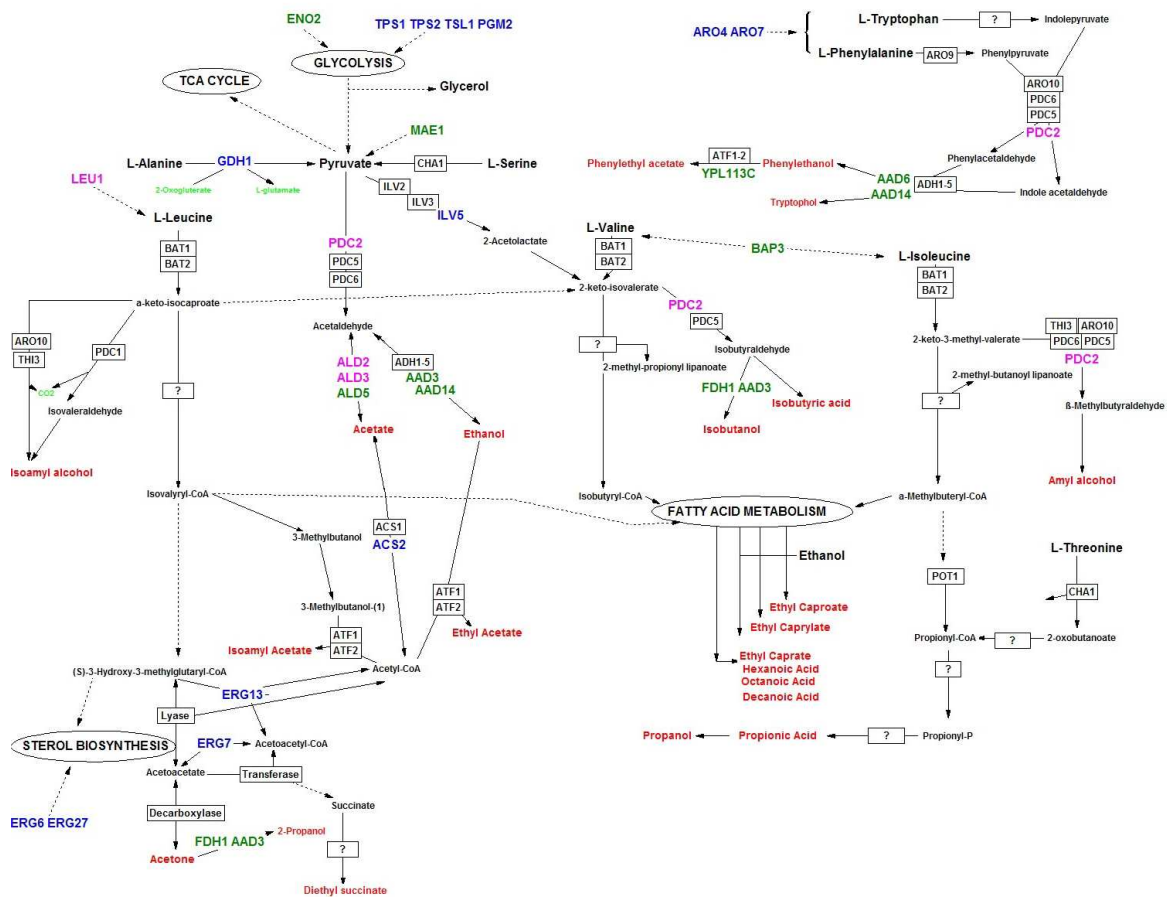 ENO2
TPS1 TPS2 TSL1 PGM2
GLYCOLYSIS
TCA CYCLE
Glycerol
MAE1
L-Alanine
GDH1
Pyruvate
CHA1
L-Serine
2-Oxogluterate
L-glutamate
LEU1
L-Leucine
ILV2
ILV3
ILV5
2-Acetolactate
BAT1
BAT2
PDC2
PDC5
PDC6
a-keto-isocaproate
Acetaldehyde
ARO10
THI3
PDC1
CO2
Isovaleraldehyde
Isoamyl alcohol
?
ALD2
ALD3
ALD5
ADH1-5
AAD3
AAD14
Acetate
Ethanol
Isovalyryl-CoA
3-Methylbutanol
ACS1
ACS2
3-Methylbutanol-(1)
ATF1
ATF2
Isoamyl Acetate
Acetyl-CoA
ATF1
ATF2
Ethyl Acetate
(S)-3-Hydroxy-3-methylglutaryl-CoA
ERG13
Lyase
STEROL BIOSYNTHESIS
ERG7
Acetoacetyl-CoA
Acetoacetate
Transferase
Decarboxylase
Succinate
ERG6 ERG27
FDH1 AAD3
2-Propanol
Acetone
?
Diethyl succinate
ARO4 ARO7
{
L-Tryptophan
?
Indolepyruvate
L-Phenylalanine
ARO9
Phenylpyruvate
ARO10
PDC6
PDC5
PDC2
Phenylacetaldehyde
ATF1-2
Phenylethyl acetate
YPL113C
Phenylethanol
AAD6
AAD14
ADH1-5
Indole acetaldehyde
Tryptophol
L-Valine
BAT1
BAT2
BAP3
L-Isoleucine
BAT1
BAT2
2-keto-isovalerate
PDC2
PDC5
?
2-methyl-propionyl lipanoate
Isobutyraldehyde
FDH1 AAD3
Isobutyric acid
Isobutanol
2-keto-3-methyl-valerate
THI3
ARO10
PDC6
PDC5
PDC2
2-methyl-butanoyl lipanoate
?
ß-Methylbutyraldehyde
Amyl alcohol
Isobutyryl-CoA
FATTY ACID METABOLISM
a-Methylbuteryl-CoA
Ethanol
Ethyl Caproate
Ethyl Caprylate
Ethyl Caprate
Hexanoic Acid
Octanoic Acid
Decanoic Acid
L-Threonine
POT1
CHA1
Propionyl-CoA
?
2-oxobutanoate
?
Propanol
Propionic Acid
?
Propionyl-P